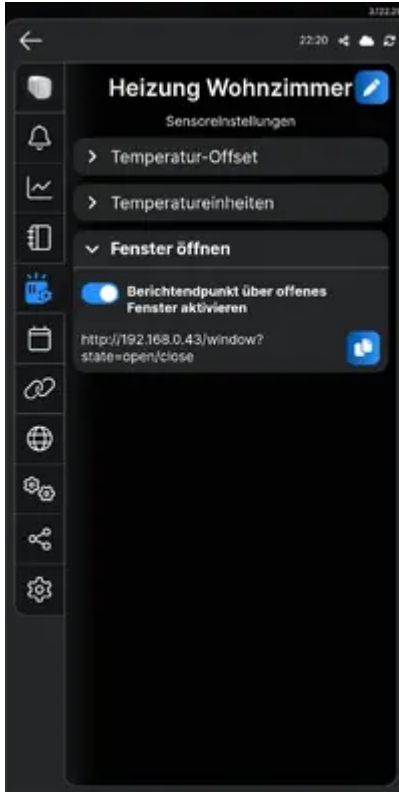 22:20
Heizung Wohnzimmer
Sensoreinstellungen
Temperatur-Offset
Temperatureinheiten
Fenster öffnen
Berichtendpunkt über offenes
Fenster aktivieren
http://192.168.0.43/window?
state=open/close